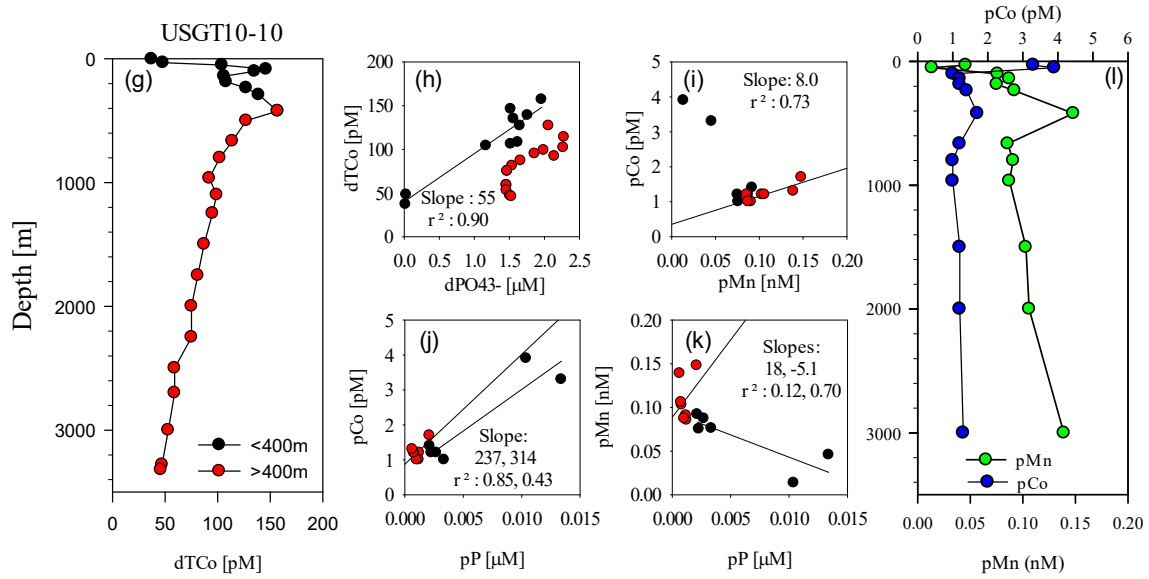 USGT10-10
pCo (pM)
0 1 2 3 4 5 6
(g)
0
1000
2000
3000
Depth [m]
<400m
>400m
0 50 100 150 200
dTCo [pM]
(h)
200
150
100
50
0
dTCo [pM]
Slope : 55
r² : 0.90
0.0 0.5 1.0 1.5 2.0 2.5
dPO43- [µM]
(i)
Slope: 8.0
r² : 0.73
5
4
3
2
1
0
pCo [pM]
0.00 0.05 0.10 0.15 0.20
pMn [nM]
(j)
5
4
3
2
1
0
pCo [pM]
Slope:
237, 314
r² : 0.85, 0.43
0.000 0.005 0.010 0.015
pP [µM]
(k)
Slopes:
18, -5.1
r² : 0.12, 0.70
0.20
0.15
0.10
0.05
0.00
pMn [nM]
0.000 0.005 0.010 0.015
pP [µM]
(l)
0
1000
2000
3000
pMn
pCo
0.00 0.05 0.10 0.15 0.20
pMn (nM)